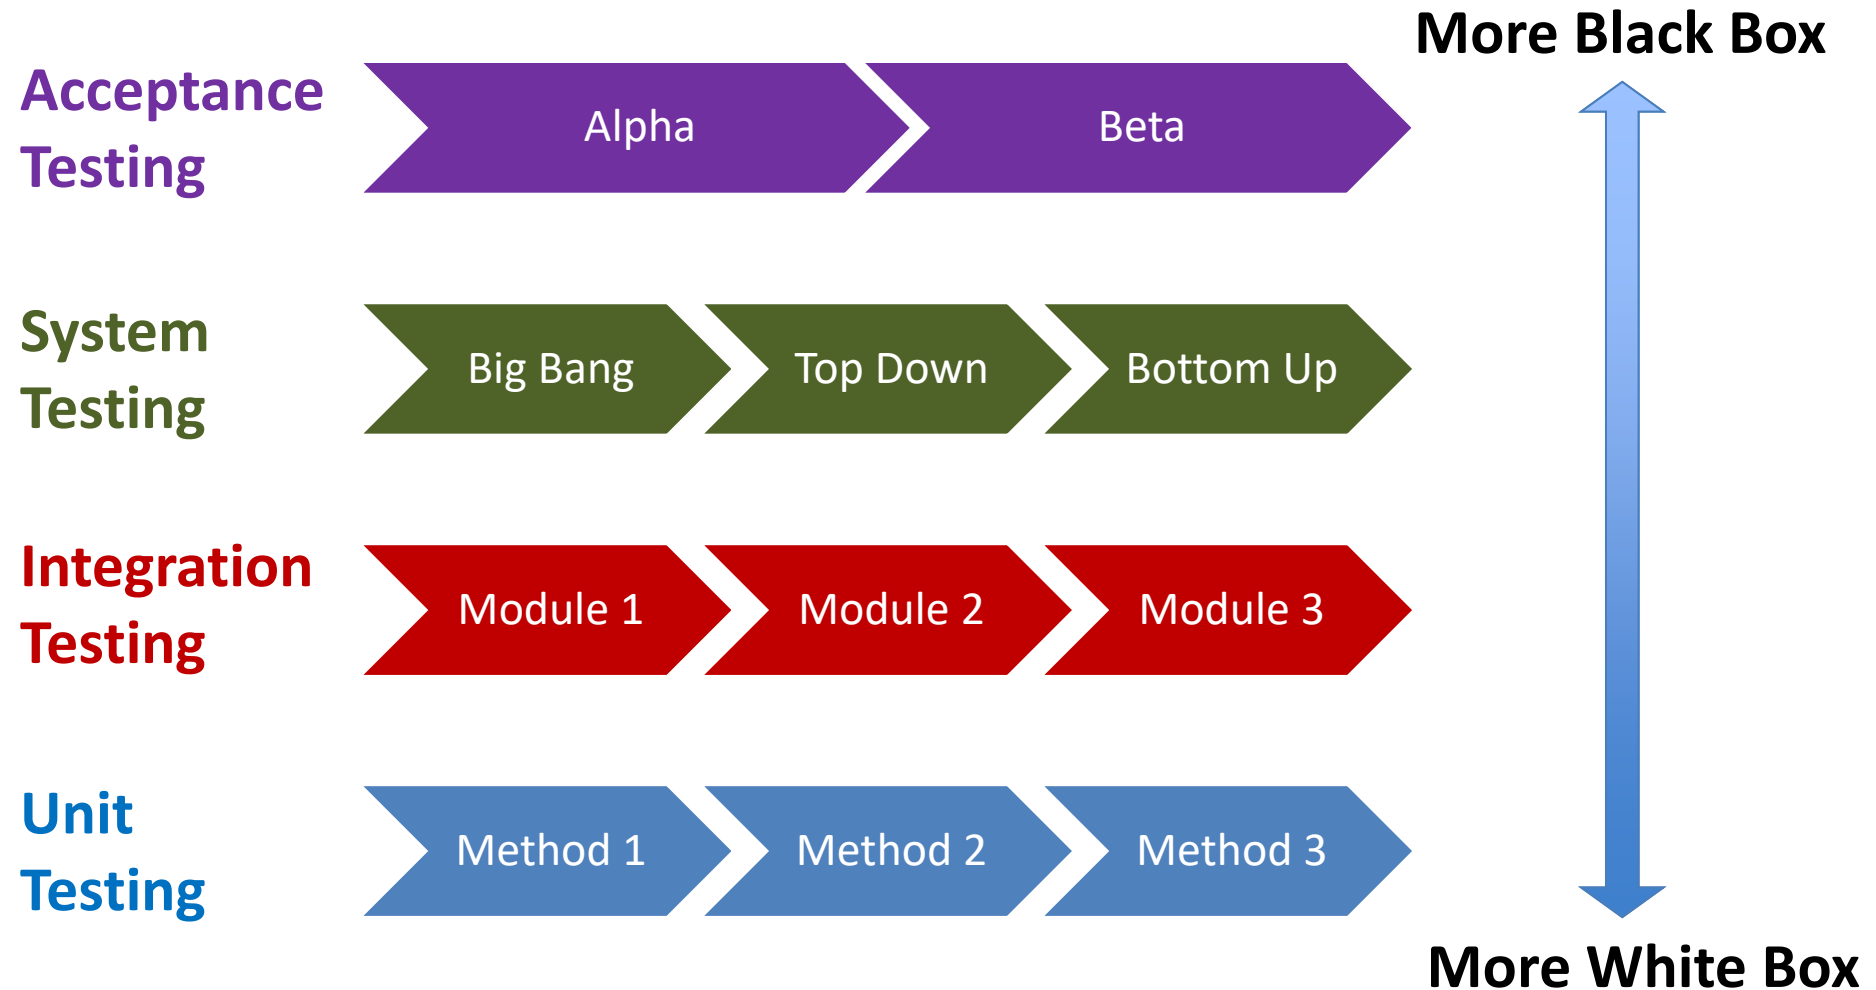 More Black Box
Acceptance
Testing
Alpha
Beta
System
Testing
Big Bang
Top Down
Bottom Up
Integration
Testing
Module 1
Module 2
Module 3
Unit
Testing
Method 1
Method 2
Method 3
More White Box